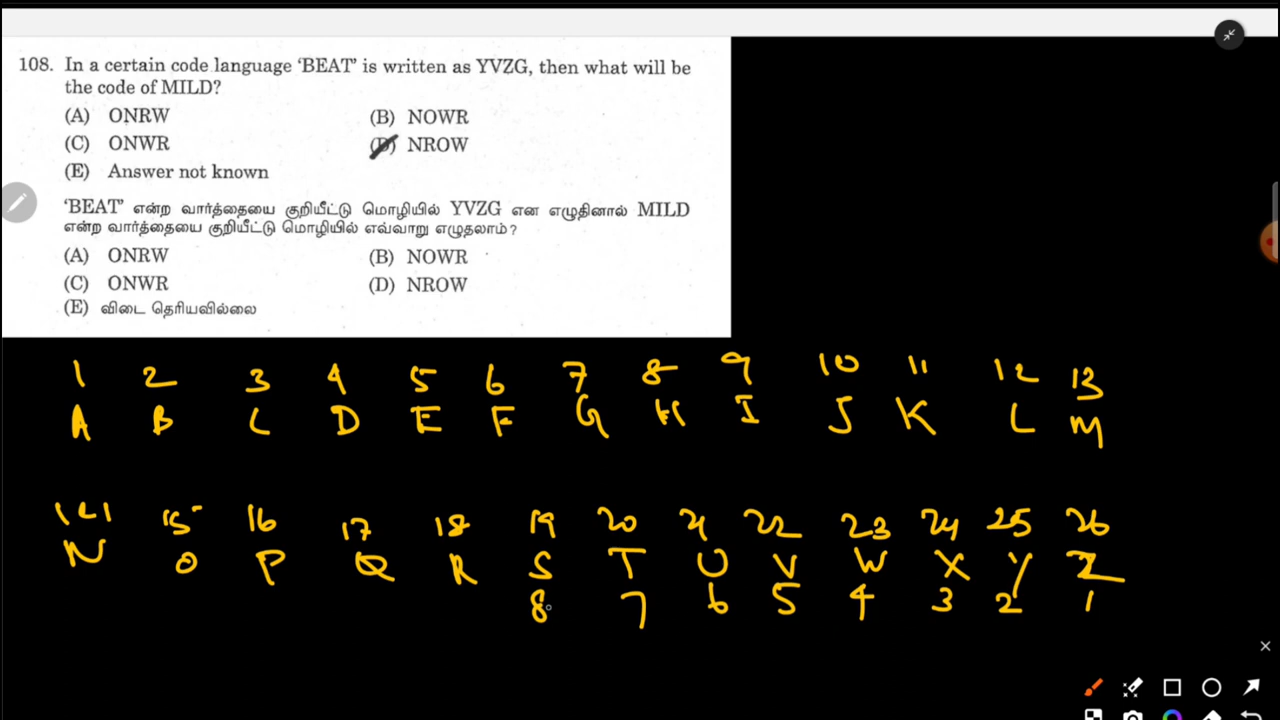 108. In a certain code language ‘BEAT’ is written as YVZG, then what will be
the code of MILD?
(A) ONRW (B) NOWR
(C) ONWR (D) NROW
(E) Answer not known
‘BEAT’ என்ற வார்த்தையை குறியீட்டு மொழியில் YVZG என எழுதினால் MILD
என்ற வார்த்தையை குறியீட்டு மொழியில் எவ்வாறு எழுதலாம்?
(A) ONRW (B) NOWR
(C) ONWR (D) NROW
(E) விடை தெரியவில்லை
1 2 3 4 5 6 7 8 9 10 11 12 13
A B C D E F G H I J K L M
14 15 16 17 18 19 20 21 22 23 24 25 26
N O P Q R S T U V W X Y Z
8 7 6 5 4 3 2 1